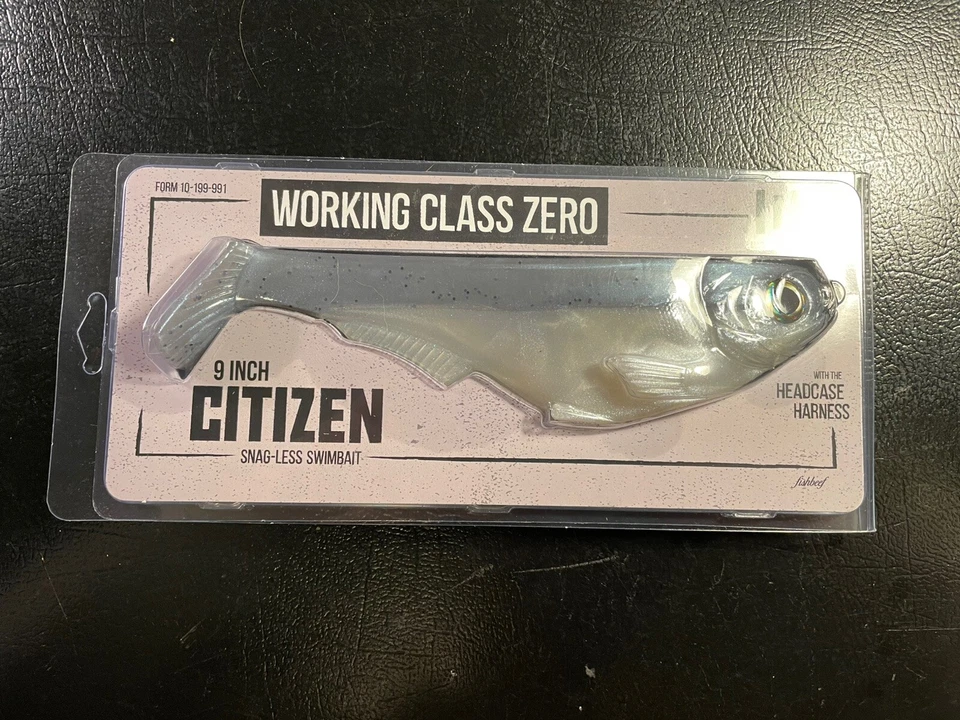 FORM 1Q-199-991
WORKING CLASS ZERO
9 INCH
CITIZEN
SNAG-LESS SWIMBAIT
WITH THE
HEADCASE
HARNESS
fishbeef